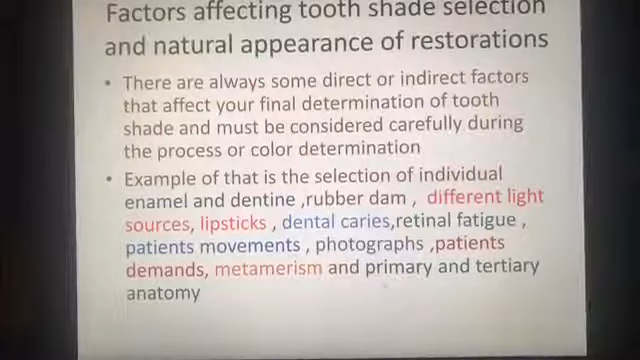 Factors affecting tooth shade selection
and natural appearance of restorations
• There are always some direct or indirect factors
that affect your final determination of tooth
shade and must be considered carefully during
the process or color determination
• Example of that is the selection of individual
enamel and dentine ,rubber dam , different light
sources, lipsticks , dental caries,retinal fatigue ,
patients movements , photographs ,patients
demands, metamerism and primary and tertiary
anatomy